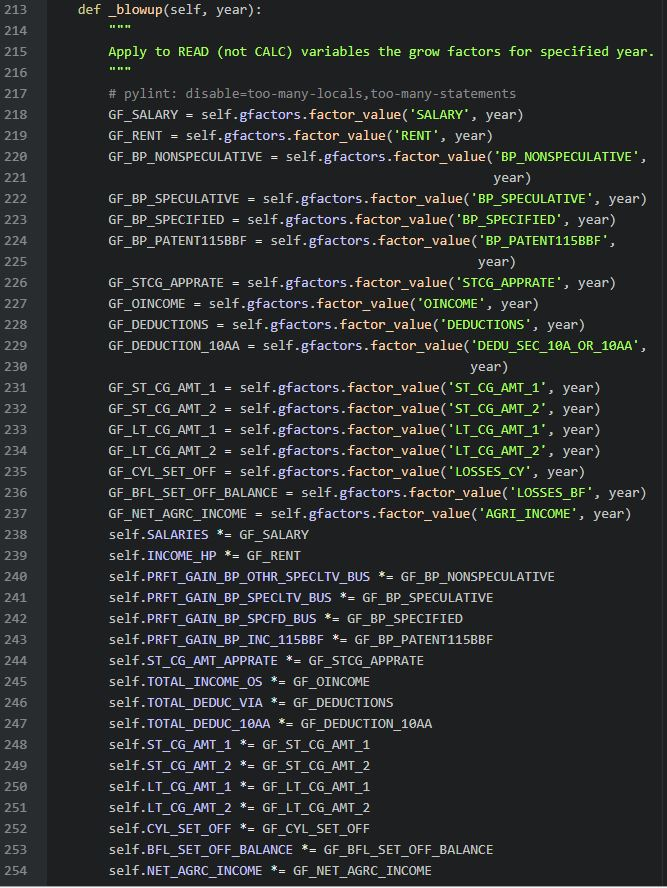 213 def _blowup(self, year):
214 """
215 Apply to READ (not CALC) variables the grow factors for specified year.
216 """
217 # pylint: disable=too-many-locals,too-many-statements
218 GF_SALARY = self.gfactors.factor_value('SALARY', year)
219 GF_RENT = self.gfactors.factor_value('RENT', year)
220 GF_BP_NONSPECULATIVE = self.gfactors.factor_value('BP_NONSPECULATIVE',
221 year)
222 GF_BP_SPECULATIVE = self.gfactors.factor_value('BP_SPECULATIVE', year)
223 GF_BP_SPECIFIED = self.gfactors.factor_value('BP_SPECIFIED', year)
224 GF_BP_PATENT115BBF = self.gfactors.factor_value('BP_PATENT115BBF',
225 year)
226 GF_STCG_APPRATE = self.gfactors.factor_value('STCG_APPRATE', year)
227 GF_OINCOME = self.gfactors.factor_value('OINCOME', year)
228 GF_DEDUCTIONS = self.gfactors.factor_value('DEDUCTIONS', year)
229 GF_DEDUCTION_10AA = self.gfactors.factor_value('DEDU_SEC_10A_OR_10AA',
230 year)
231 GF_ST_CG_AMT_1 = self.gfactors.factor_value('ST_CG_AMT_1', year)
232 GF_ST_CG_AMT_2 = self.gfactors.factor_value('ST_CG_AMT_2', year)
233 GF_LT_CG_AMT_1 = self.gfactors.factor_value('LT_CG_AMT_1', year)
234 GF_LT_CG_AMT_2 = self.gfactors.factor_value('LT_CG_AMT_2', year)
235 GF_CYL_SET_OFF = self.gfactors.factor_value('LOSSES_CY', year)
236 GF_BFL_SET_OFF_BALANCE = self.gfactors.factor_value('LOSSES_BF', year)
237 GF_NET_AGRC_INCOME = self.gfactors.factor_value('AGRI_INCOME', year)
238 self.SALARIES *= GF_SALARY
239 self.INCOME_HP *= GF_RENT
240 self.PRFT_GAIN_BP_OTHR_SPECLTV_BUS *= GF_BP_NONSPECULATIVE
241 self.PRFT_GAIN_BP_SPECLTV_BUS *= GF_BP_SPECULATIVE
242 self.PRFT_GAIN_BP_SPCFD_BUS *= GF_BP_SPECIFIED
243 self.PRFT_GAIN_BP_INC_115BBF *= GF_BP_PATENT115BBF
244 self.ST_CG_AMT_APPRATE *= GF_STCG_APPRATE
245 self.TOTAL_INCOME_OS *= GF_OINCOME
246 self.TOTAL_DEDUC_VIA *= GF_DEDUCTIONS
247 self.TOTAL_DEDUC_10AA *= GF_DEDUCTION_10AA
248 self.ST_CG_AMT_1 *= GF_ST_CG_AMT_1
249 self.ST_CG_AMT_2 *= GF_ST_CG_AMT_2
250 self.LT_CG_AMT_1 *= GF_LT_CG_AMT_1
251 self.LT_CG_AMT_2 *= GF_LT_CG_AMT_2
252 self.CYL_SET_OFF *= GF_CYL_SET_OFF
253 self.BFL_SET_OFF_BALANCE *= GF_BFL_SET_OFF_BALANCE
254 self.NET_AGRC_INCOME *= GF_NET_AGRC_INCOME